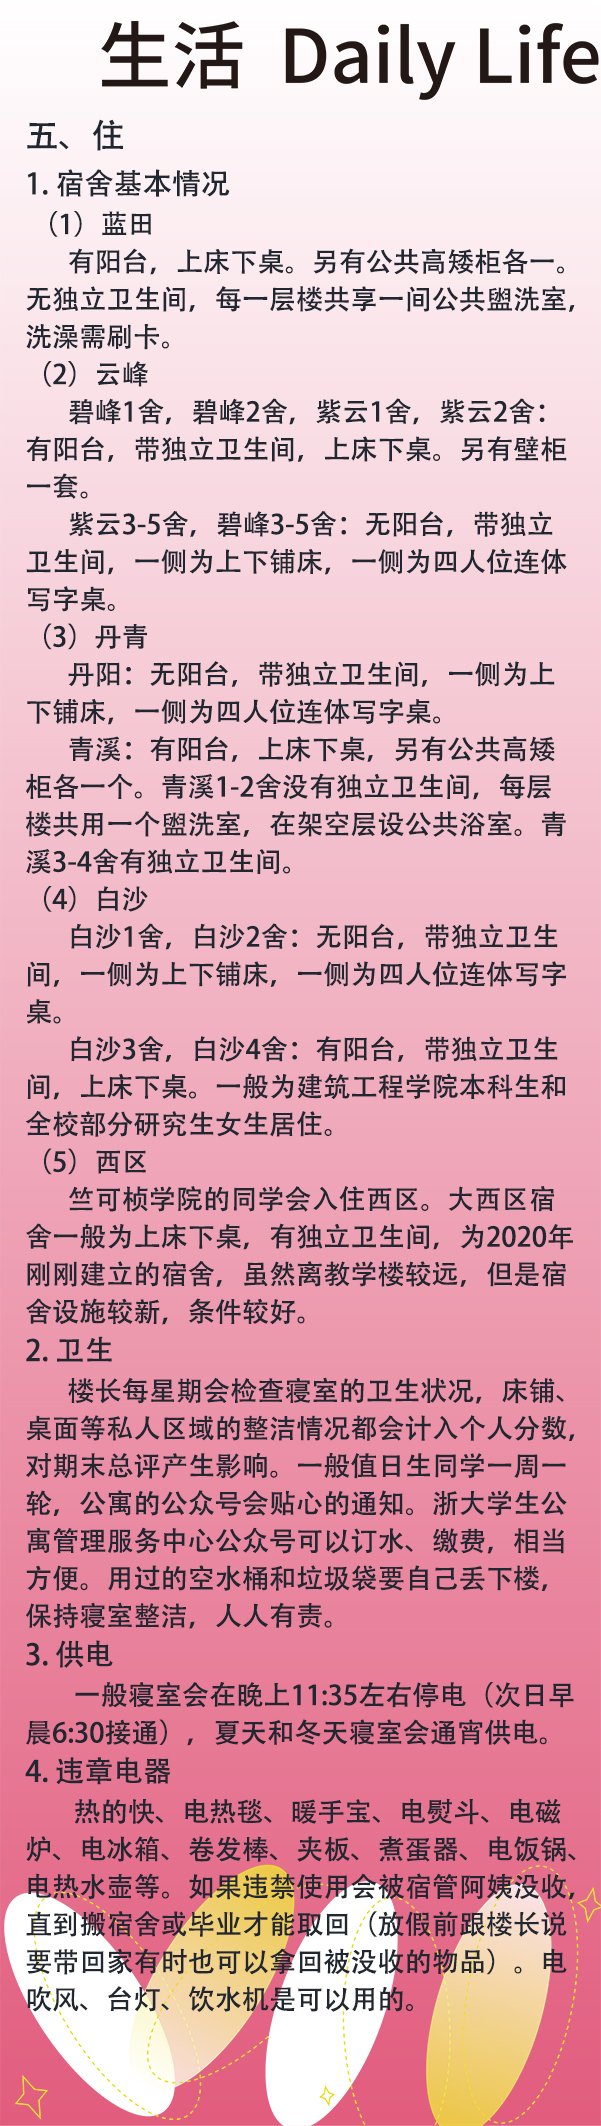 生活 Daily Life
五、住
1. 宿舍基本情况
（1）蓝田
有阳台，上床下桌。另有公共高矮柜各一。
无独立卫生间，每一层楼共享一间公共盥洗室,
洗澡需刷卡。
（2）云峰
碧峰1舍，碧峰2舍，紫云1舍，紫云2舍：
有阳台，带独立卫生间，上床下桌。另有壁柜
一套。
紫云3-5舍，碧峰3-5舍：无阳台，带独立
卫生间，一侧为上下铺床，一侧为四人位连体
写字桌。
（3）丹青
丹阳：无阳台，带独立卫生间，一侧为上
下铺床，一侧为四人位连体写字桌。
青溪：有阳台，上床下桌，另有公共高矮
柜各一个。青溪1-2舍没有独立卫生间，每层
楼共用一个盥洗室，在架空层设公共浴室。青
溪3-4舍有独立卫生间。
（4）白沙
白沙1舍，白沙2舍：无阳台，带独立卫生
间，一侧为上下铺床，一侧为四人位连体写字
桌。
白沙3舍，白沙4舍：有阳台，带独立卫生
间，上床下桌。一般为建筑工程学院本科生和
全校部分研究生女生居住。
（5）西区
竺可桢学院的同学会入住西区。大西区宿
舍一般为上床下桌，有独立卫生间，为2020年
刚刚建立的宿舍，虽然离教学楼较远，但是宿
舍设施较新，条件较好。
2. 卫生
楼长每星期会检查寝室的卫生状况，床铺、
桌面等私人区域的整洁情况都会计入个人分数,
对期末总评产生影响。一般值日生同学一周一
轮，公寓的公众号会贴心的通知。浙大学生公
寓管理服务中心公众号可以订水、缴费，相当
方便。用过的空水桶和垃圾袋要自己丢下楼，
保持寝室整洁，人人有责。
3. 供电
一般寝室会在晚上11:35左右停电（次日早
晨6:30接通），夏天和冬天寝室会通宵供电。
4. 违章电器
热的快、电热毯、暖手宝、电熨斗、电磁
炉、电冰箱、卷发棒、夹板、煮蛋器、电饭锅、
电热水壶等。如果违禁使用会被宿管阿姨没收,
直到搬宿舍或毕业才能取回（放假前跟楼长说
要带回家有时也可以拿回被没收的物品）。电
吹风、台灯、饮水机是可以用的。